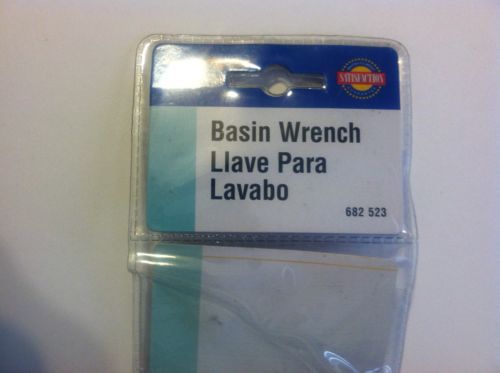 SATISFACTION
Basin Wrench
Llave Para
Lavabo
682 523